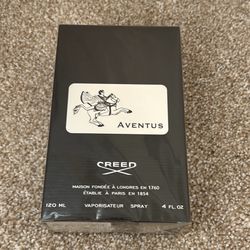 AVENTUS
CREED
MAISON FONDÉE À LONDRES EN 1760
ÉTABLIE À PARIS EN 1854
120 ML VAPORISATEUR SPRAY 4 FL.OZ